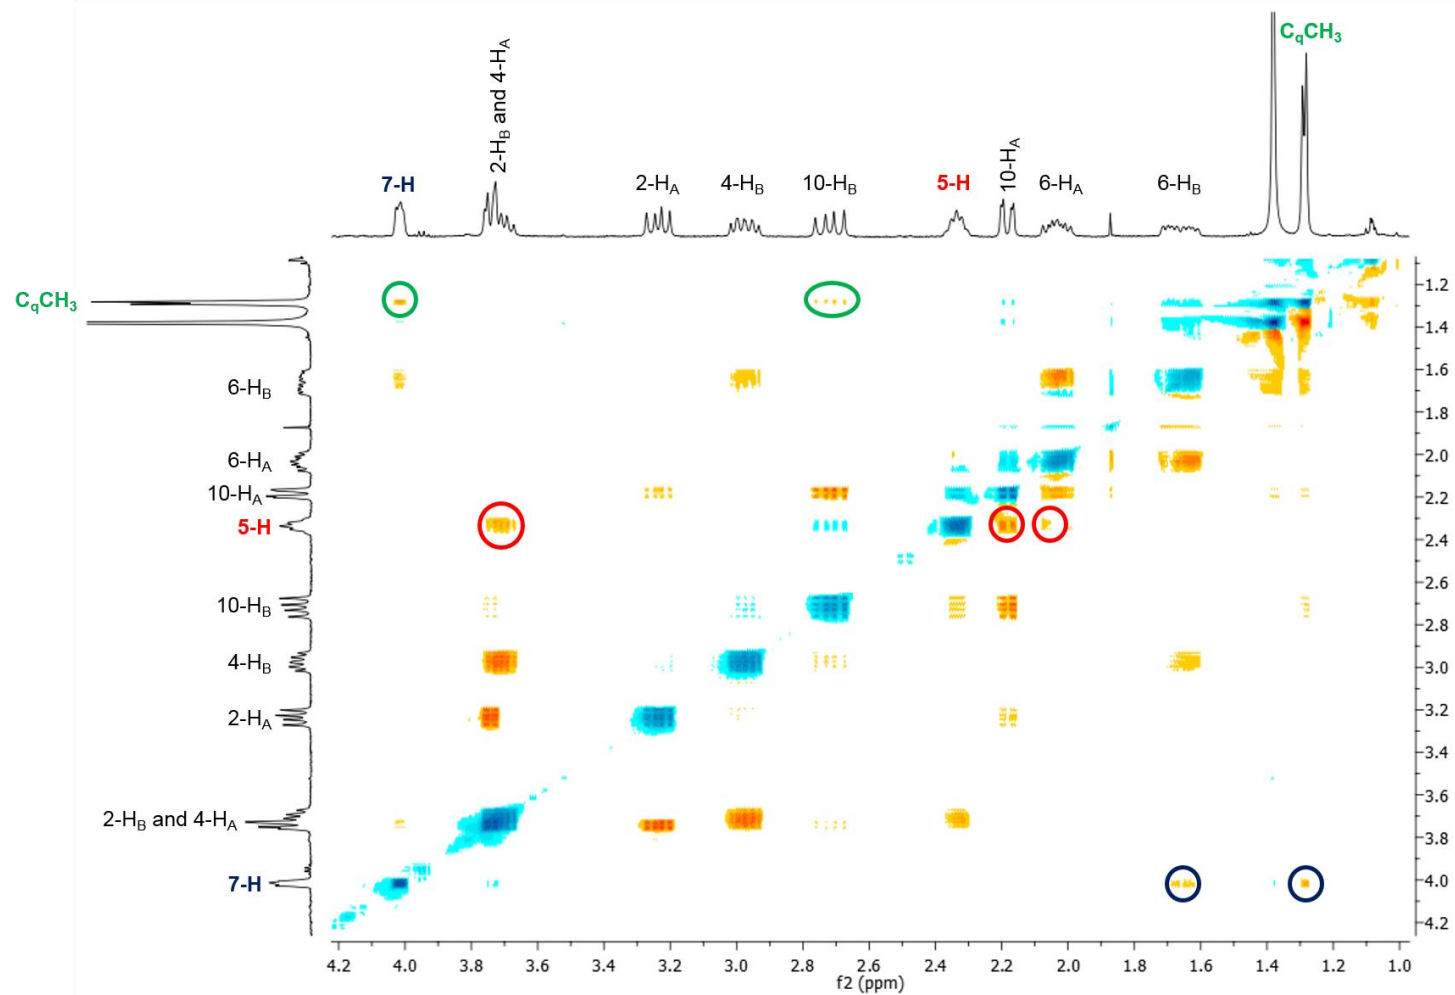 CqCH3
2-HB and 4-HA
7-H
2-HA
4-HB
10-HB
5-H
10-HA
6-HA
6-HB
CqCH3
6-HB
6-HA
10-HA
5-H
10-HB
4-HB
2-HA
2-HB and 4-HA
7-H
1.2
1.4
1.6
1.8
2.0
2.2
2.4
2.6
2.8
3.0
3.2
3.4
3.6
3.8
4.0
4.2
4.2 4.0 3.8 3.6 3.4 3.2 3.0 2.8 2.6 2.4 2.2 2.0 1.8 1.6 1.4 1.2 1.0
f2 (ppm)